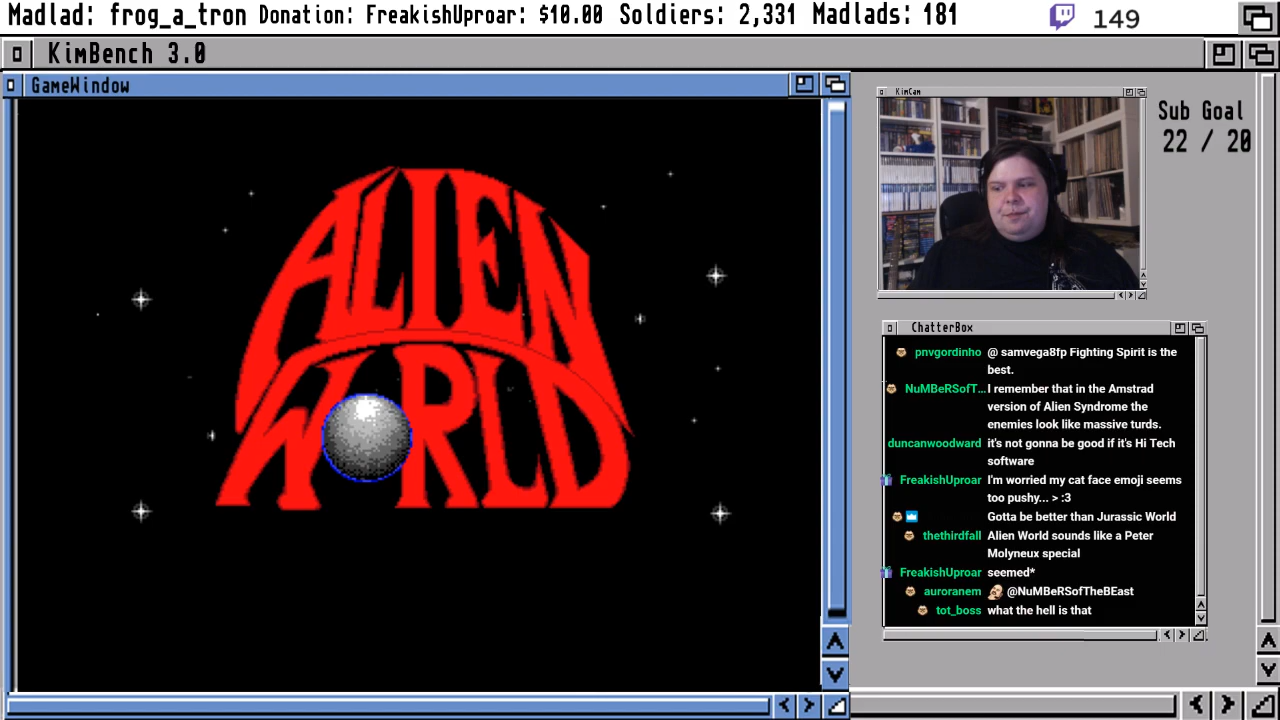 Madlad: frog_a_tron Donation: FreakishUproar: $10.00 Soldiers: 2,331 Madlads: 181
149
KimBench 3.0
GameWindow
ALIEN
WORLD
KimCam
Sub Goal
22 / 20
ChatterBox
pnvgordinho @ samvega8fp Fighting Spirit is the
best.
NuMBeRSofT... I remember that in the Amstrad
version of Alien Syndrome the
enemies look like massive turds.
duncanwoodward it's not gonna be good if it's Hi Tech
software
FreakishUproar I'm worried my cat face emoji seems
too pushy... > :3
Gotta be better than Jurassic World
thethirdfall Alien World sounds like a Peter
Molyneux special
FreakishUproar seemed*
auroranem @NuMBeRSofTheBEast
tot_boss what the hell is that